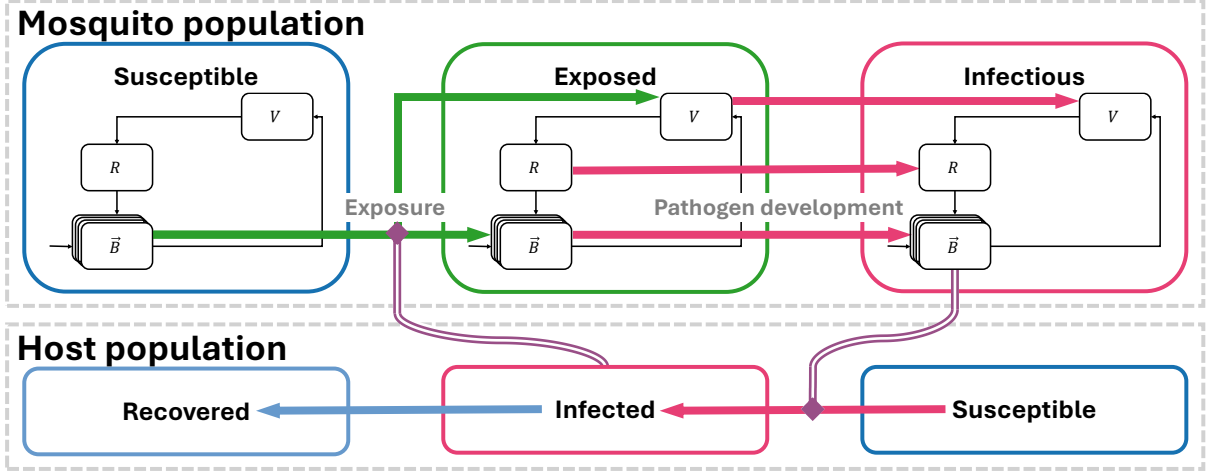 Mosquito population
Susceptible
Exposed
Infectious
V
V
V
R
R
R
Exposure
Pathogen development
B⃗
B⃗
B⃗
Host population
Recovered
Infected
Susceptible